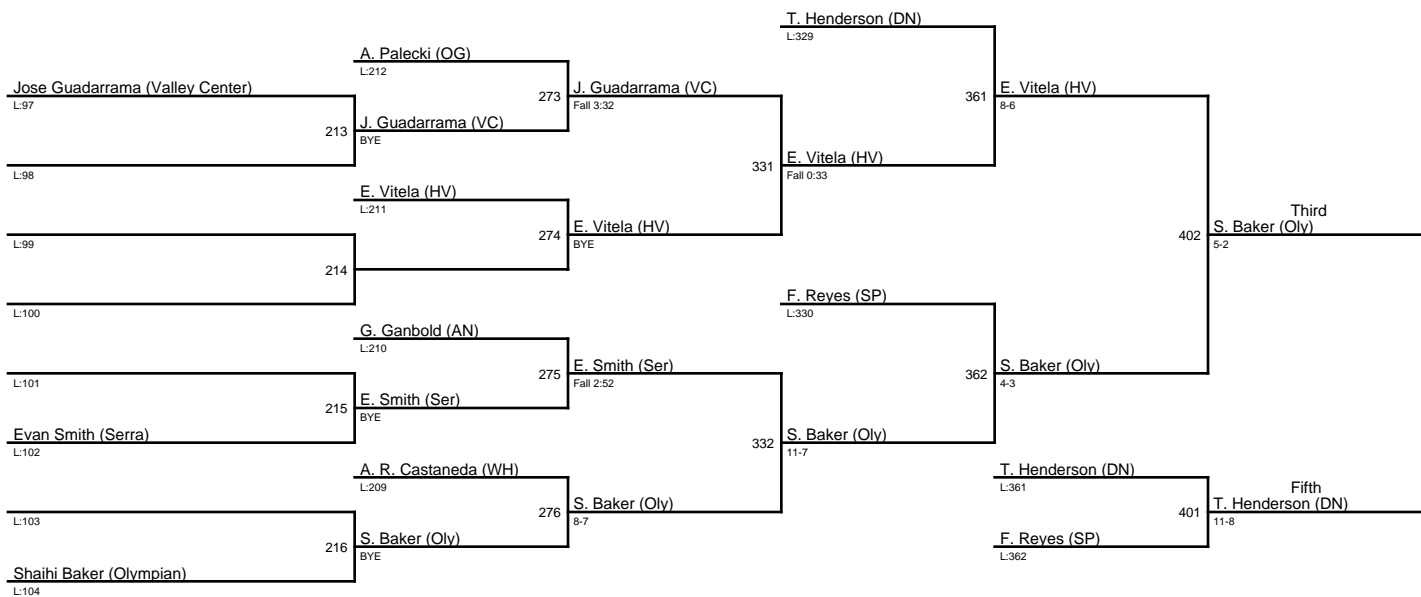 Jose Guadarrama (Valley Center)
L:97
L:98
L:99
L:100
L:101
Evan Smith (Serra)
L:102
L:103
Shaihi Baker (Olympian)
L:104
A. Palecki (OG)
L:212
213
J. Guadarrama (VC)
BYE
E. Vitela (HV)
L:211
214
G. Ganbold (AN)
L:210
215
E. Smith (Ser)
BYE
A. R. Castaneda (WH)
L:209
216
S. Baker (Oly)
BYE
273
J. Guadarrama (VC)
Fall 3:32
274
E. Vitela (HV)
BYE
275
E. Smith (Ser)
Fall 2:52
276
S. Baker (Oly)
8-7
T. Henderson (DN)
L:329
331
E. Vitela (HV)
Fall 0:33
F. Reyes (SP)
L:330
332
S. Baker (Oly)
11-7
361
E. Vitela (HV)
8-6
362
S. Baker (Oly)
4-3
T. Henderson (DN)
L:361
F. Reyes (SP)
L:362
Third
402
S. Baker (Oly)
5-2
Fifth
401
T. Henderson (DN)
11-8